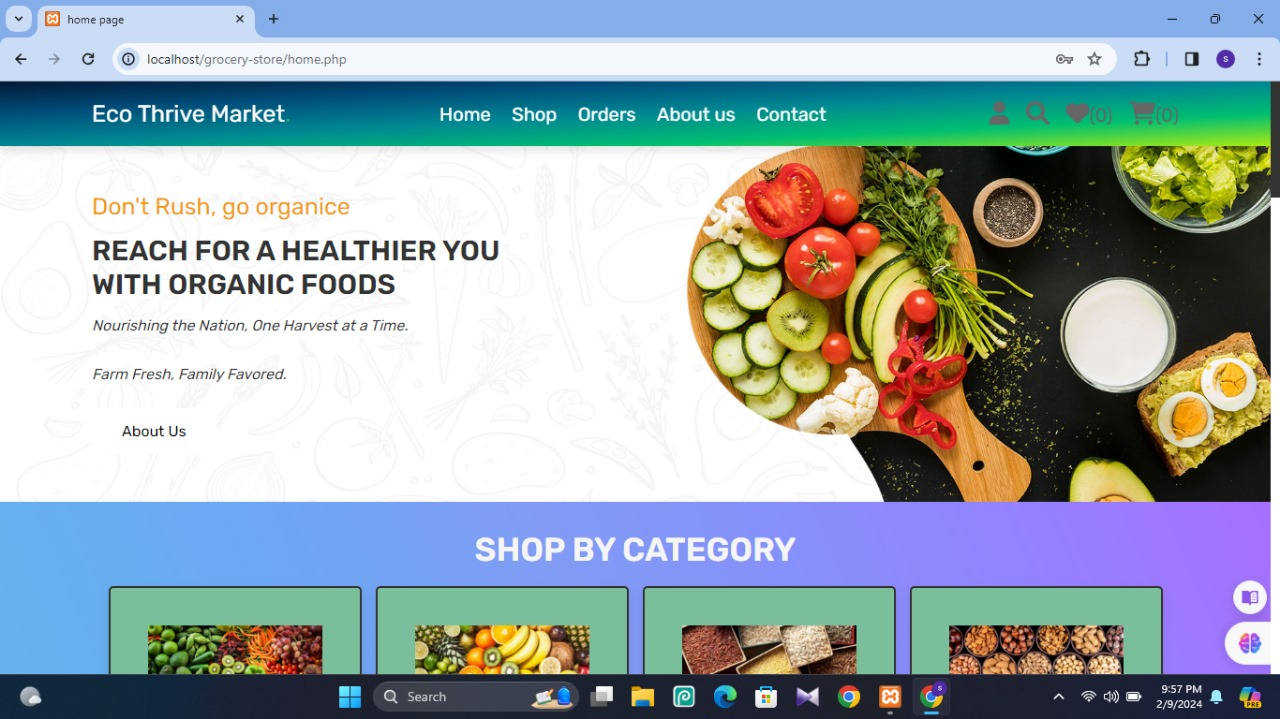 home page
localhost/grocery-store/home.php
S
Eco Thrive Market.
Home Shop Orders About us Contact
(0) (0)
Don't Rush, go organice
REACH FOR A HEALTHIER YOU
WITH ORGANIC FOODS
Nourishing the Nation, One Harvest at a Time.
Farm Fresh, Family Favored.
About Us
SHOP BY CATEGORY
Search
S
9:57 PM
2/9/2024
PRE